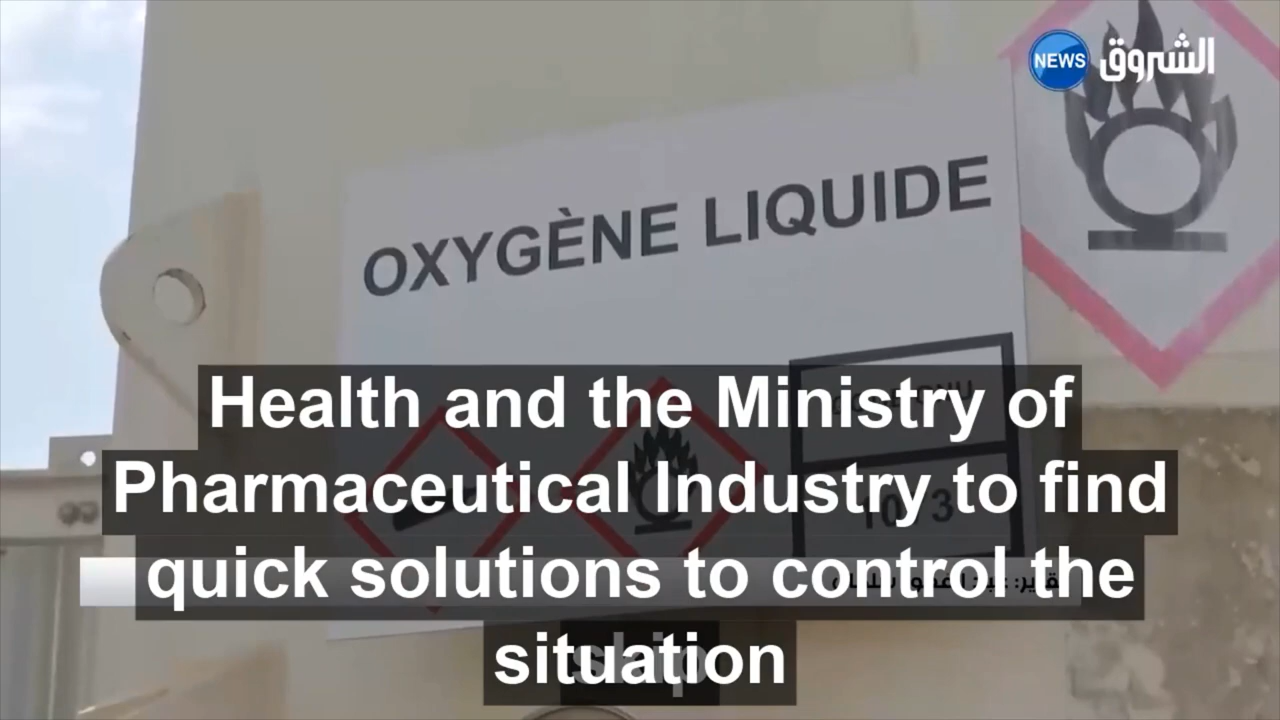 NEWS الشروق
OXYGÈNE LIQUIDE
Health and the Ministry of
Pharmaceutical Industry to find
quick solutions to control the
situation